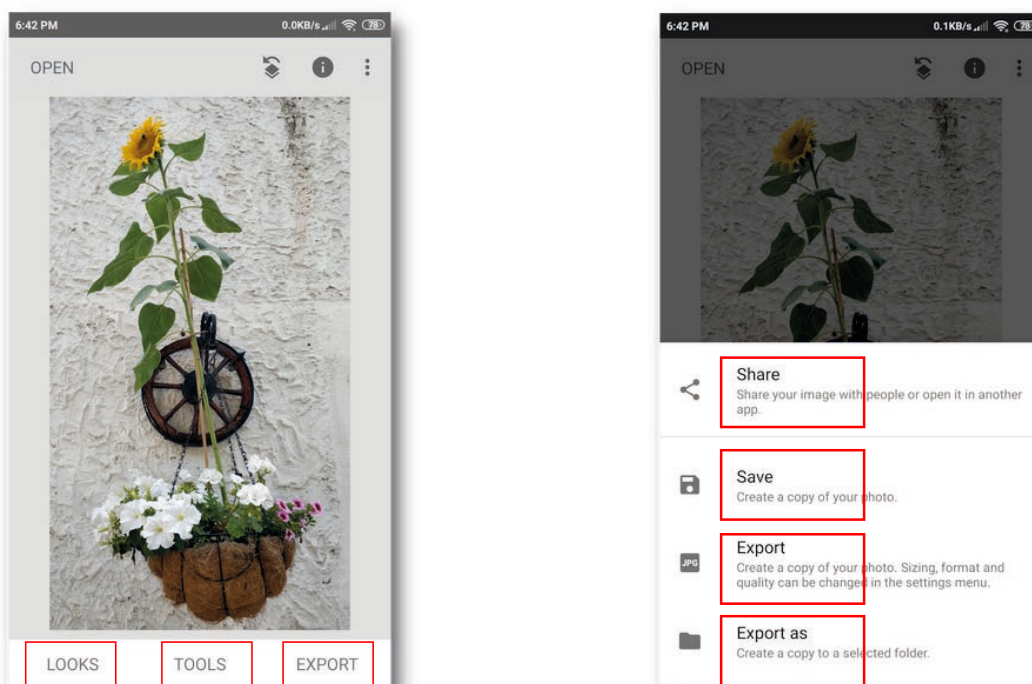 6:42 PM 0.0KB/s 78
OPEN
LOOKS TOOLS EXPORT
6:42 PM 0.1KB/s 78
OPEN
Share
Share your image with people or open it in another
app.
Save
Create a copy of your photo.
JPG
Export
Create a copy of your photo. Sizing, format and
quality can be changed in the settings menu.
Export as
Create a copy to a selected folder.